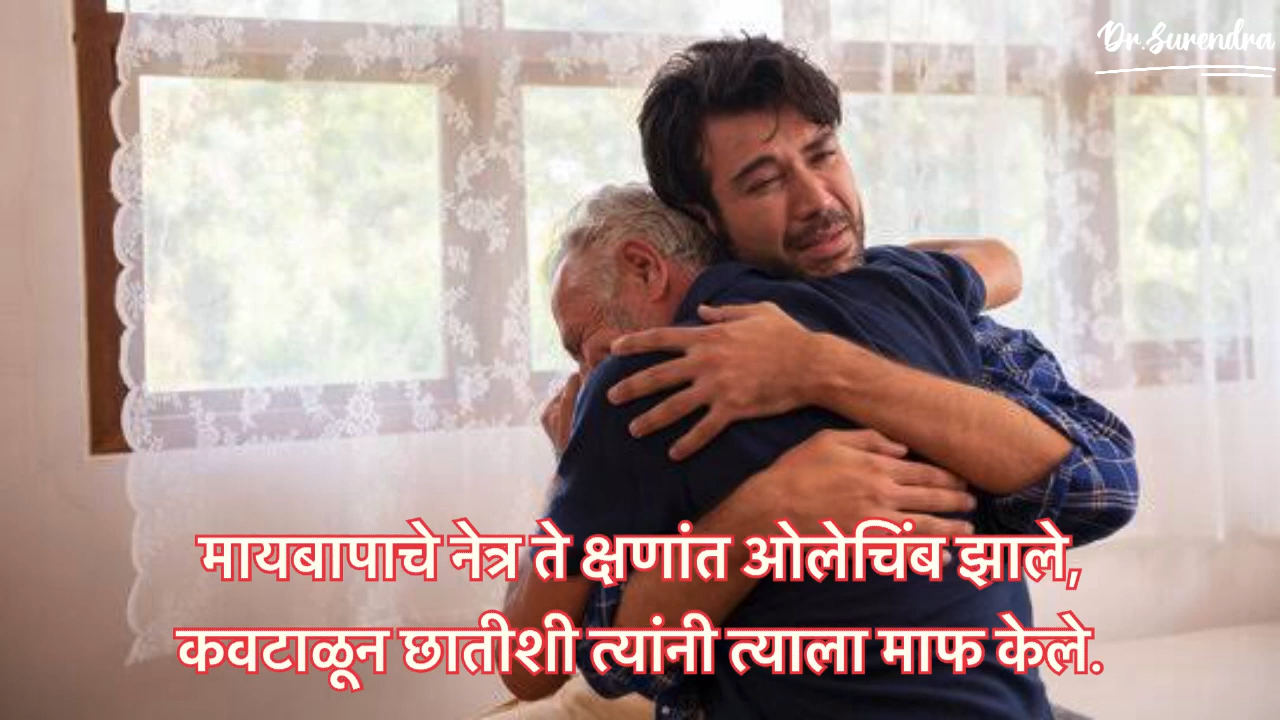 Dr.Surendra
मायबापाचे नेत्र ते क्षणांत ओलेचिंब झाले,
कवटाळून छातीशी त्यांनी त्याला माफ केले.